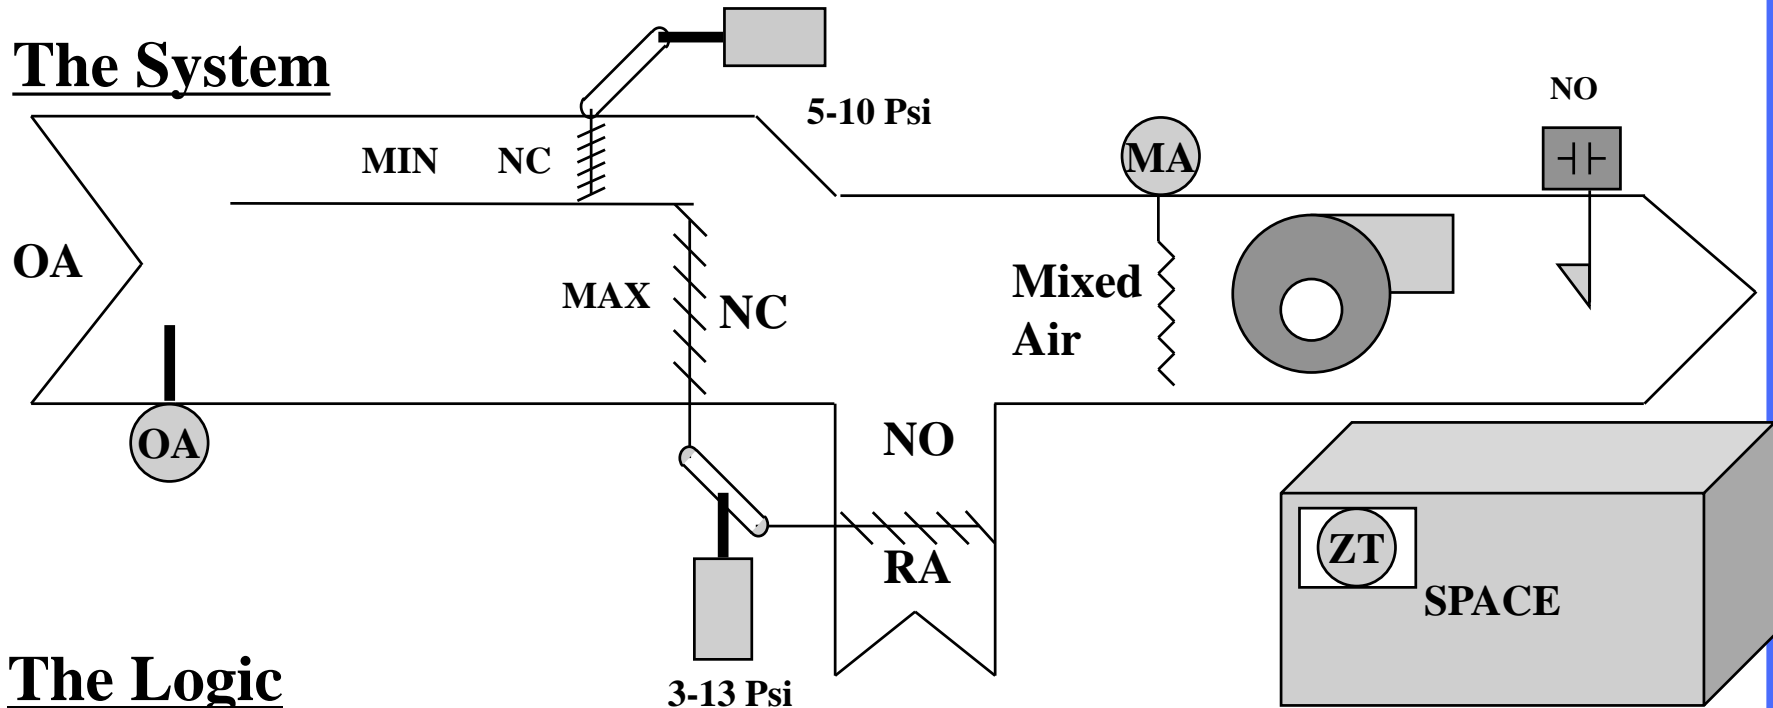 The System
5-10 Psi
NO
MIN NC
MA
OA
MAX NC
Mixed
Air
OA
NO
ZT
RA
SPACE
The Logic
3-13 Psi